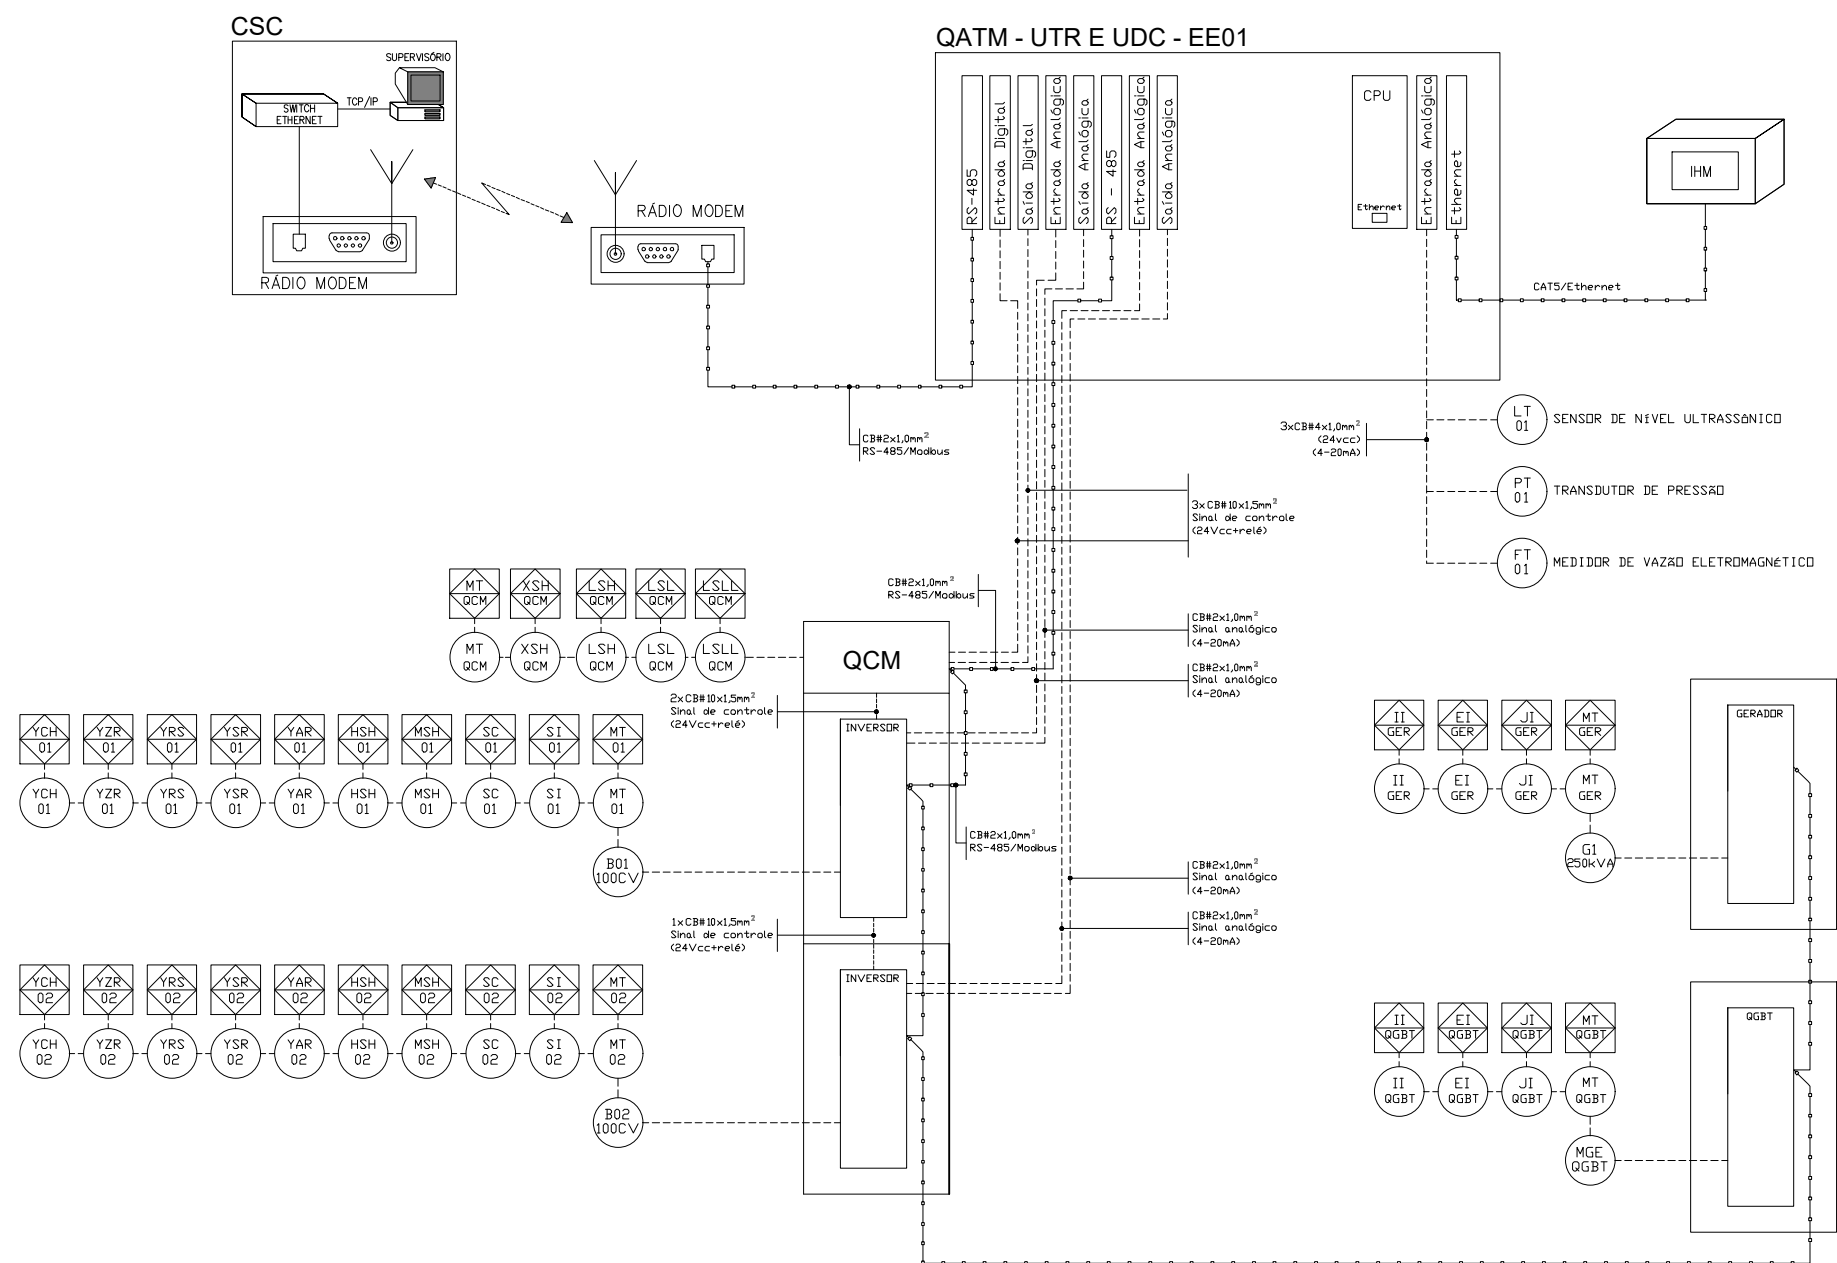 CSC
SUPERVISÓRIO
SWITCH
ETHERNET
TCP/IP
RÁDIO MODEM
RÁDIO MODEM
QATM - UTR E UDC - EE01
RS-485
Entrada Digital
Saída Digital
Entrada Analógica
Saída Analógica
RS - 485
Entrada Analógica
Saída Analógica
CPU
Ethernet
Entrada Analógica
Ethernet
IHM
CAT5/Ethernet
CB#2x1,0mm²
RS-485/Modbus
3xCB#4x1,0mm²
(24vcc)
(4-20mA)
LT
01
SENSOR DE NíVEL ULTRASSâNICO
PT
01
TRANSDUTOR DE PRESSÃO
FT
01
MEDIDOR DE VAZÃO ELETROMAGNéTICO
3xCB#10x1,5mm²
Sinal de controle
(24Vcc+relé)
CB#2x1,0mm²
RS-485/Modbus
CB#2x1,0mm²
Sinal analógico
(4-20mA)
CB#2x1,0mm²
Sinal analógico
(4-20mA)
MT
QCM
XSH
QCM
LSH
QCM
LSL
QCM
LSLL
QCM
MT
QCM
XSH
QCM
LSH
QCM
LSL
QCM
LSLL
QCM
QCM
2xCB#10x1,5mm²
Sinal de controle
(24Vcc+relé)
INVERSOR
YCH
01
YZR
01
YRS
01
YSR
01
YAR
01
HSH
01
MSH
01
SC
01
SI
01
MT
01
YCH
01
YZR
01
YRS
01
YSR
01
YAR
01
HSH
01
MSH
01
SC
01
SI
01
MT
01
B01
100CV
CB#2x1,0mm²
RS-485/Modbus
CB#2x1,0mm²
Sinal analógico
(4-20mA)
CB#2x1,0mm²
Sinal analógico
(4-20mA)
1xCB#10x1,5mm²
Sinal de controle
(24Vcc+relé)
INVERSOR
YCH
02
YZR
02
YRS
02
YSR
02
YAR
02
HSH
02
MSH
02
SC
02
SI
02
MT
02
YCH
02
YZR
02
YRS
02
YSR
02
YAR
02
HSH
02
MSH
02
SC
02
SI
02
MT
02
B02
100CV
II
GER
EI
GER
JI
GER
MT
GER
II
GER
EI
GER
JI
GER
MT
GER
G1
250kVA
GERADOR
II
QGBT
EI
QGBT
JI
QGBT
MT
QGBT
II
QGBT
EI
QGBT
JI
QGBT
MT
QGBT
MGE
QGBT
QGBT